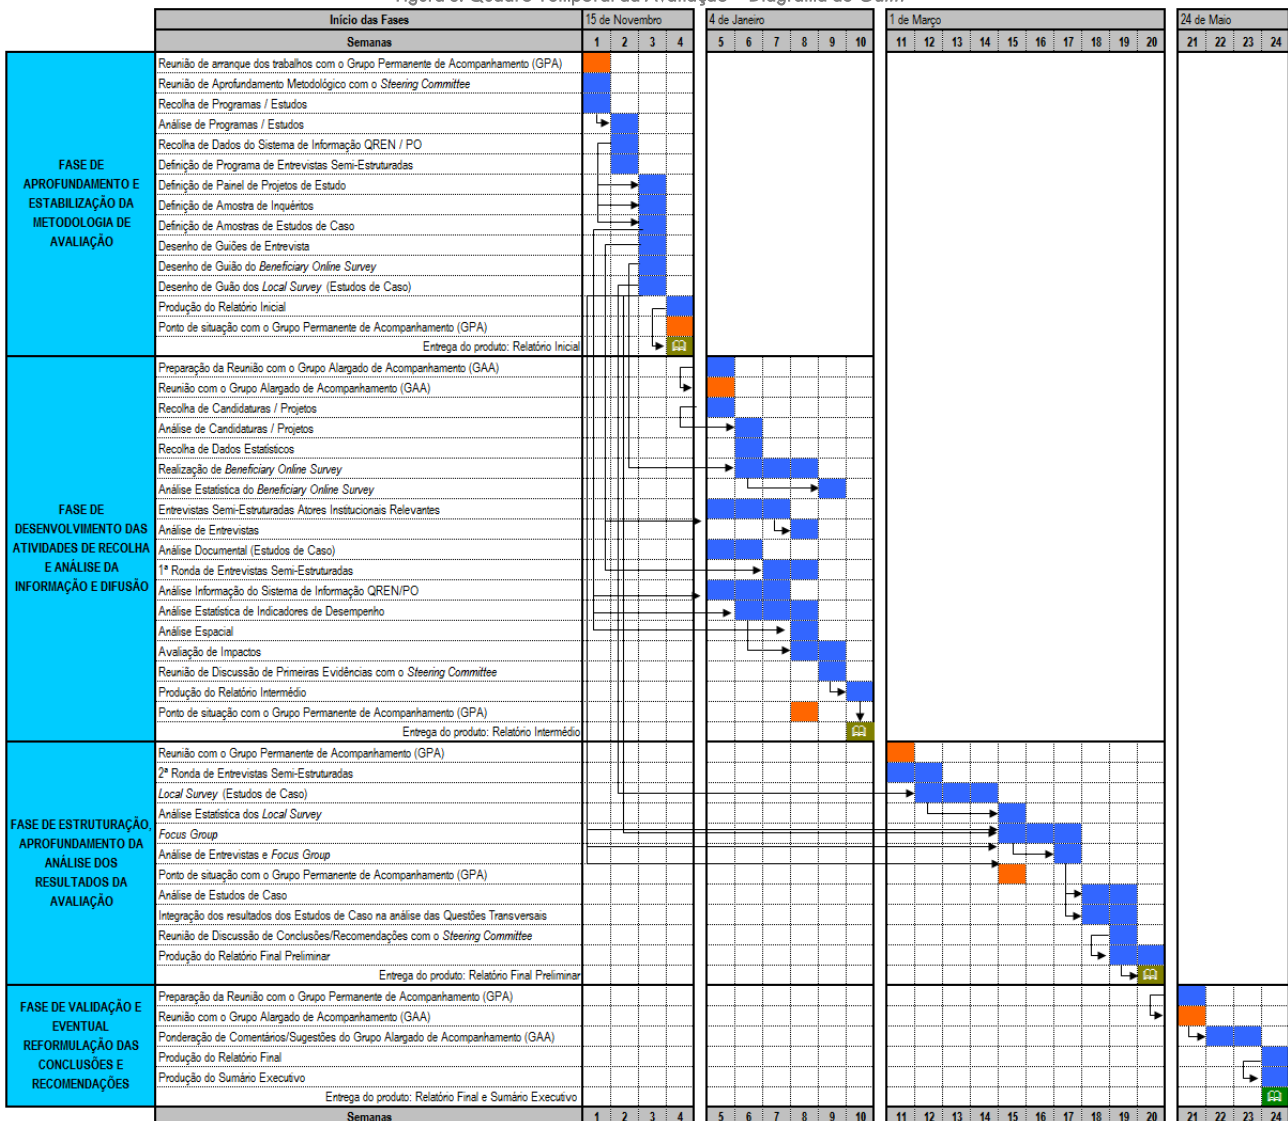 Início das Fases 15 de Novembro 4 de Janeiro 1 de Março 24 de Maio
Semanas 1 2 3 4 5 6 7 8 9 10 11 12 13 14 15 16 17 18 19 20 21 22 23 24
FASE DE
APROFUNDAMENTO E
ESTABILIZAÇÃO DA
METODOLOGIA DE
AVALIAÇÃO
Reunião de arranque dos trabalhos com o Grupo Permanente de Acompanhamento (GPA)
Reunião de Aprofundamento Metodológico com o Steering Committee
Recolha de Programas / Estudos
Análise de Programas / Estudos
Recolha de Dados do Sistema de Informação QREN / PO
Definição de Programa de Entrevistas Semi-Estruturadas
Definição de Painel de Projetos de Estudo
Definição de Amostra de Inquéritos
Definição de Amostras de Estudos de Caso
Desenho de Guiões de Entrevista
Desenho de Guião do Beneficiary Online Survey
Desenho de Guão dos Local Survey (Estudos de Caso)
Produção do Relatório Inicial
Ponto de situação com o Grupo Permanente de Acompanhamento (GPA)
Entrega do produto: Relatório Inicial
FASE DE
DESENVOLVIMENTO DAS
ATIVIDADES DE RECOLHA
E ANÁLISE DA
INFORMAÇÃO E DIFUSÃO
Preparação da Reunião com o Grupo Alargado de Acompanhamento (GAA)
Reunião com o Grupo Alargado de Acompanhamento (GAA)
Recolha de Candidaturas / Projetos
Análise de Candidaturas / Projetos
Recolha de Dados Estatísticos
Realização de Beneficiary Online Survey
Análise Estatistica do Beneficiary Online Survey
Entrevistas Semi-Estruturadas Atores Institucionais Relevantes
Análise de Entrevistas
Análise Documental (Estudos de Caso)
1ª Ronda de Entrevistas Semi-Estruturadas
Análise Informação do Sistema de Informação QREN/PO
Análise Estatística de Indicadores de Desempenho
Análise Espacial
Avaliação de Impactos
Reunião de Discussão de Primeiras Evidências com o Steering Committee
Produção do Relatório Intermédio
Ponto de situação com o Grupo Permanente de Acompanhamento (GPA)
Entrega do produto: Relatório Intermédio
FASE DE ESTRUTURAÇÃO,
APROFUNDAMENTO DA
ANÁLISE DOS
RESULTADOS DA
AVALIAÇÃO
Reunião com o Grupo Permanente de Acompanhamento (GPA)
2ª Ronda de Entrevistas Semi-Estruturadas
Local Survey (Estudos de Caso)
Análise Estatistica dos Local Survey
Focus Group
Análise de Entrevistas e Focus Group
Ponto de situação com o Grupo Permanente de Acompanhamento (GPA)
Análise de Estudos de Caso
Integração dos resultados dos Estudos de Caso na análise das Questões Transversais
Reunião de Discussão de Conclusões/Recomendações com o Steering Committee
Produção do Relatório Final Preliminar
Entrega do produto: Relatório Final Preliminar
FASE DE VALIDAÇÃO E
EVENTUAL
REFORMULAÇÃO DAS
CONCLUSÕES E
RECOMENDAÇÕES
Preparação da Reunião com o Grupo Permanente de Acompanhamento (GPA)
Reunião com o Grupo Alargado de Acompanhamento (GAA)
Ponderação de Comentários/Sugestões do Grupo Alargado de Acompanhamento (GAA)
Produção do Relatório Final
Produção do Sumário Executivo
Entrega do produto: Relatório Final e Sumário Executivo
Semanas 1 2 3 4 5 6 7 8 9 10 11 12 13 14 15 16 17 18 19 20 21 22 23 24